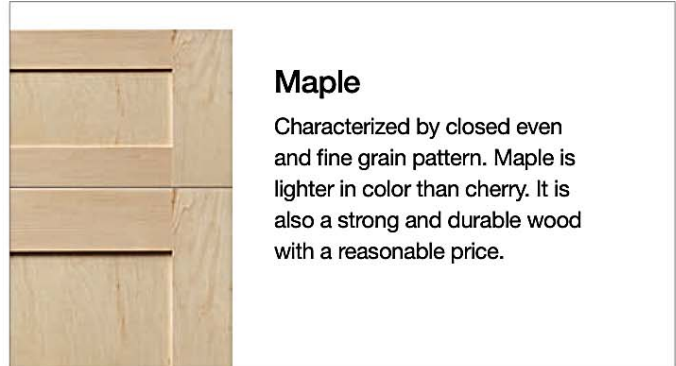 Maple
Characterized by closed even
and fine grain pattern. Maple is
lighter in color than cherry. It is
also a strong and durable wood
with a reasonable price.